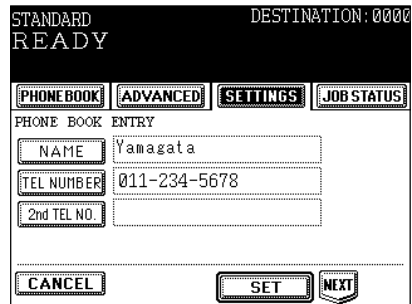 STANDARD DESTINATION:0000
READY
PHONE BOOK ADVANCED SETTINGS JOB STATUS
PHONE BOOK ENTRY
NAME Yamagata
TEL NUMBER 011-234-5678
2nd TEL NO.
CANCEL SET NEXT